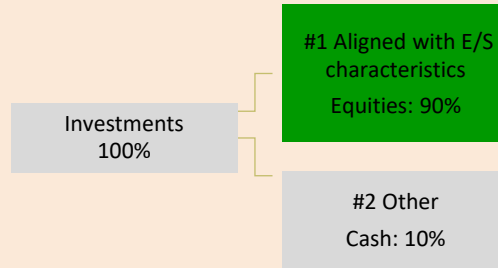 #1 Aligned with E/S
characteristics
Equities: 90%
Investments
100%
#2 Other
Cash: 10%